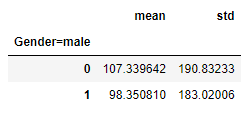 mean std
Gender=male
0 107.339642 190.83233
1 98.350810 183.02006